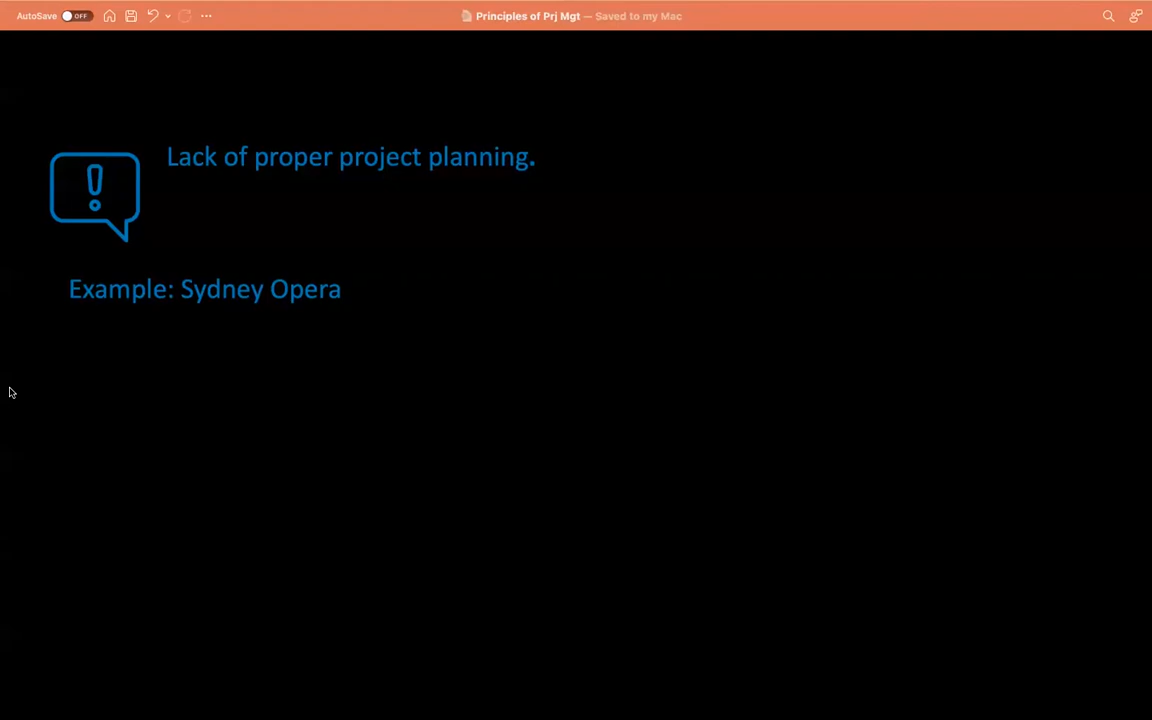 AutoSave OFF Principles of Prj Mgt — Saved to my Mac
Lack of proper project planning.
Example: Sydney Opera